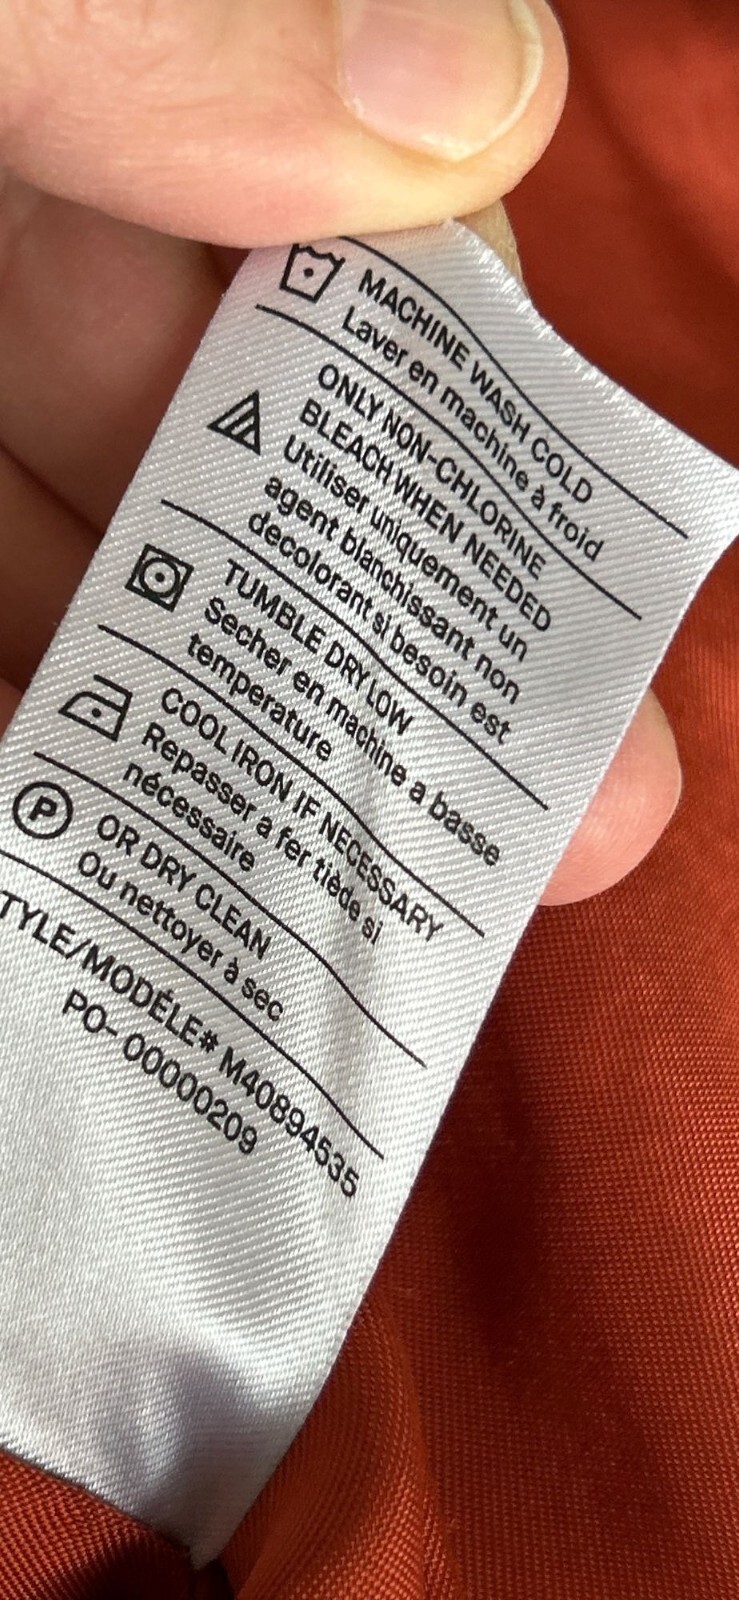 MACHINE WASH COLD
Laver en machine à froid
ONLY NON-CHLORINE
BLEACH WHEN NEEDED
Utiliser uniquement un
agent blanchissant non
decolorant si besoin est
TUMBLE DRY LOW
Secher en machine a basse
temperature
COOL IRON IF NECESSARY
Repasser a fer tiède si
nécessaire
P
OR DRY CLEAN
Ou nettoyer à sec
TYLE/MODÉLE# M40894535
PO- 00000209